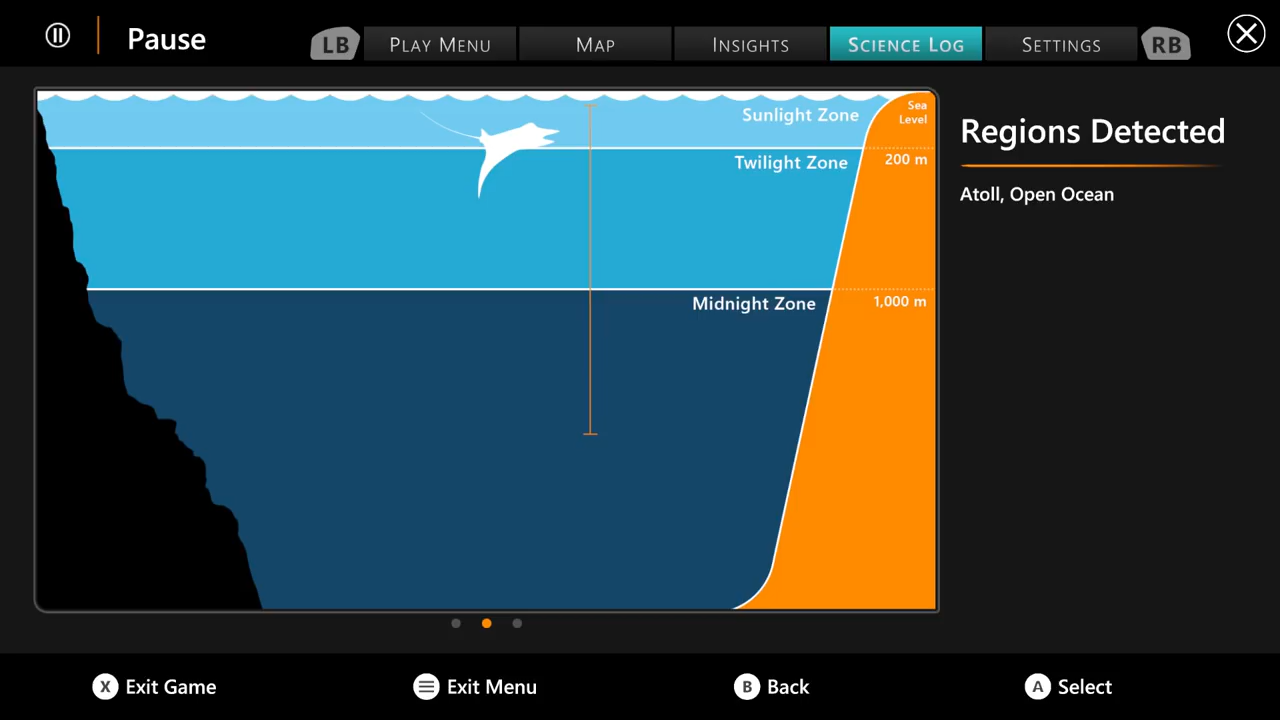 Pause
LB
PLAY MENU
MAP
INSIGHTS
SCIENCE LOG
SETTINGS
RB
Sunlight Zone
Sea
Level
Twilight Zone
200 m
Midnight Zone
1,000 m
Regions Detected
Atoll, Open Ocean
X Exit Game
Exit Menu
B Back
A Select